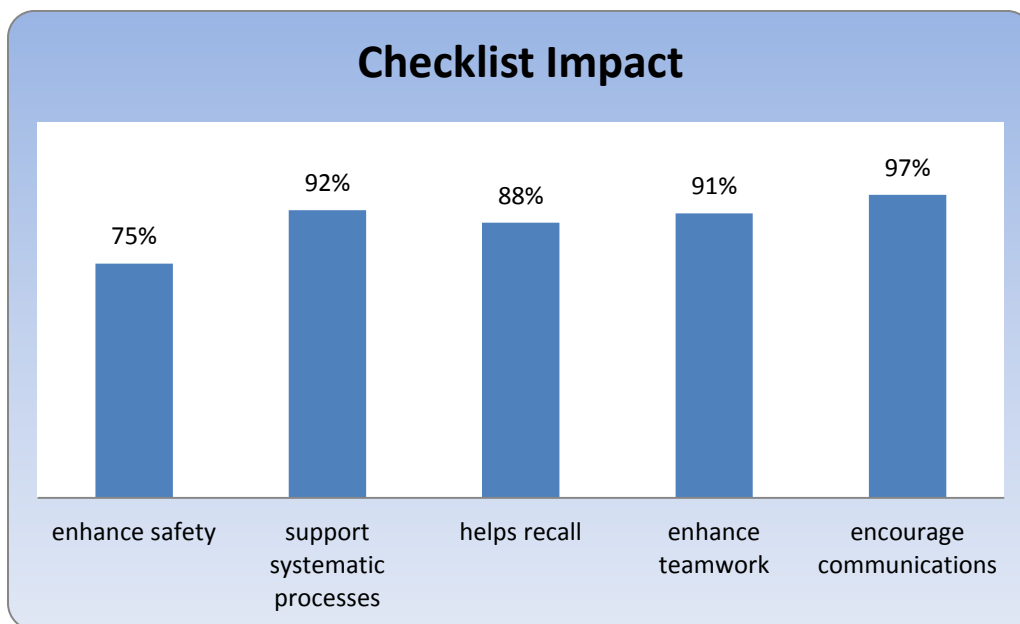 Checklist Impact
75%
92%
88%
91%
97%
enhance safety
support
systematic
processes
helps recall
enhance
teamwork
encourage
communications